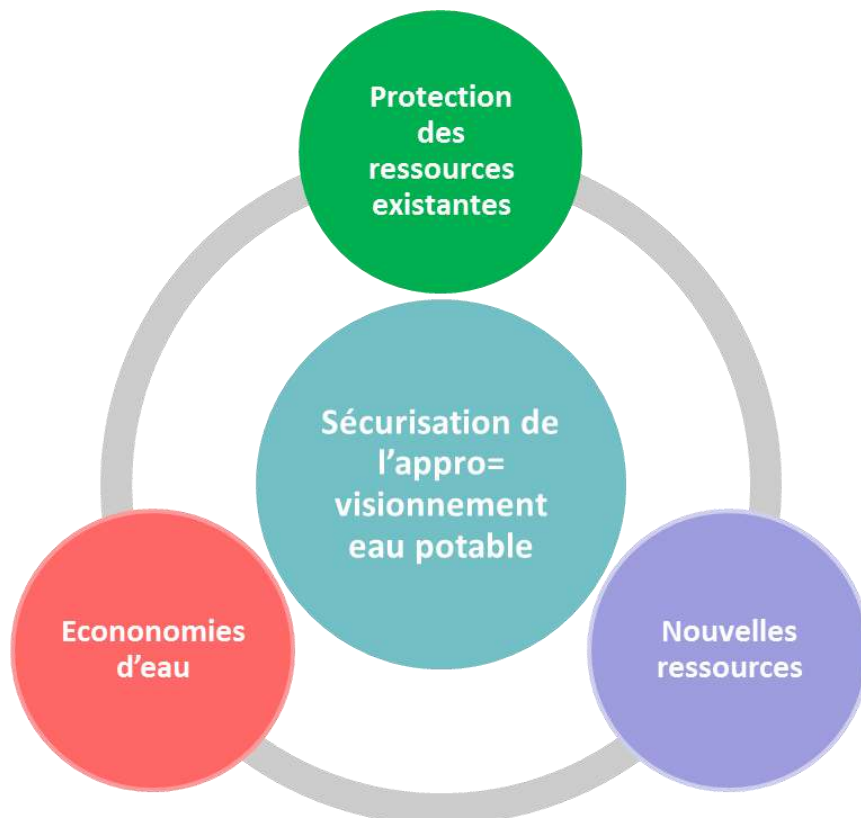 Protection
des
ressources
existantes
Sécurisation de
l'appro=
visionnement
eau potable
Econonomies
d'eau
Nouvelles
ressources